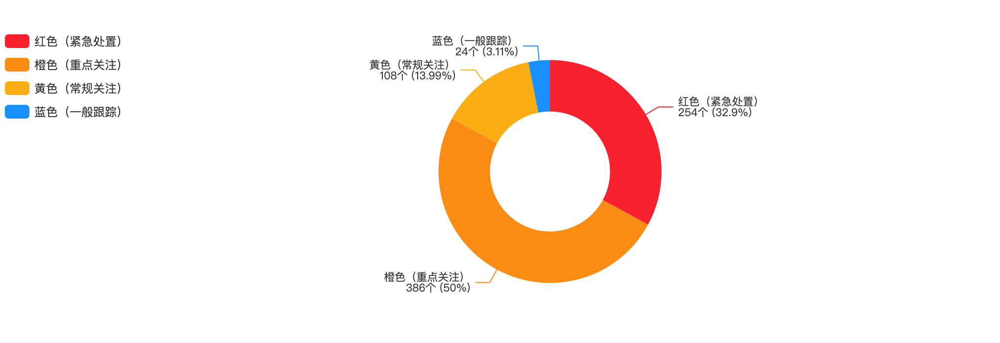 红色（紧急处置）
橙色（重点关注）
黄色（常规关注）
蓝色（一般跟踪）
蓝色（一般跟踪）
24个 (3.11%)
黄色（常规关注）
108个 (13.99%)
红色（紧急处置）
254个 (32.9%)
橙色（重点关注）
386个 (50%)